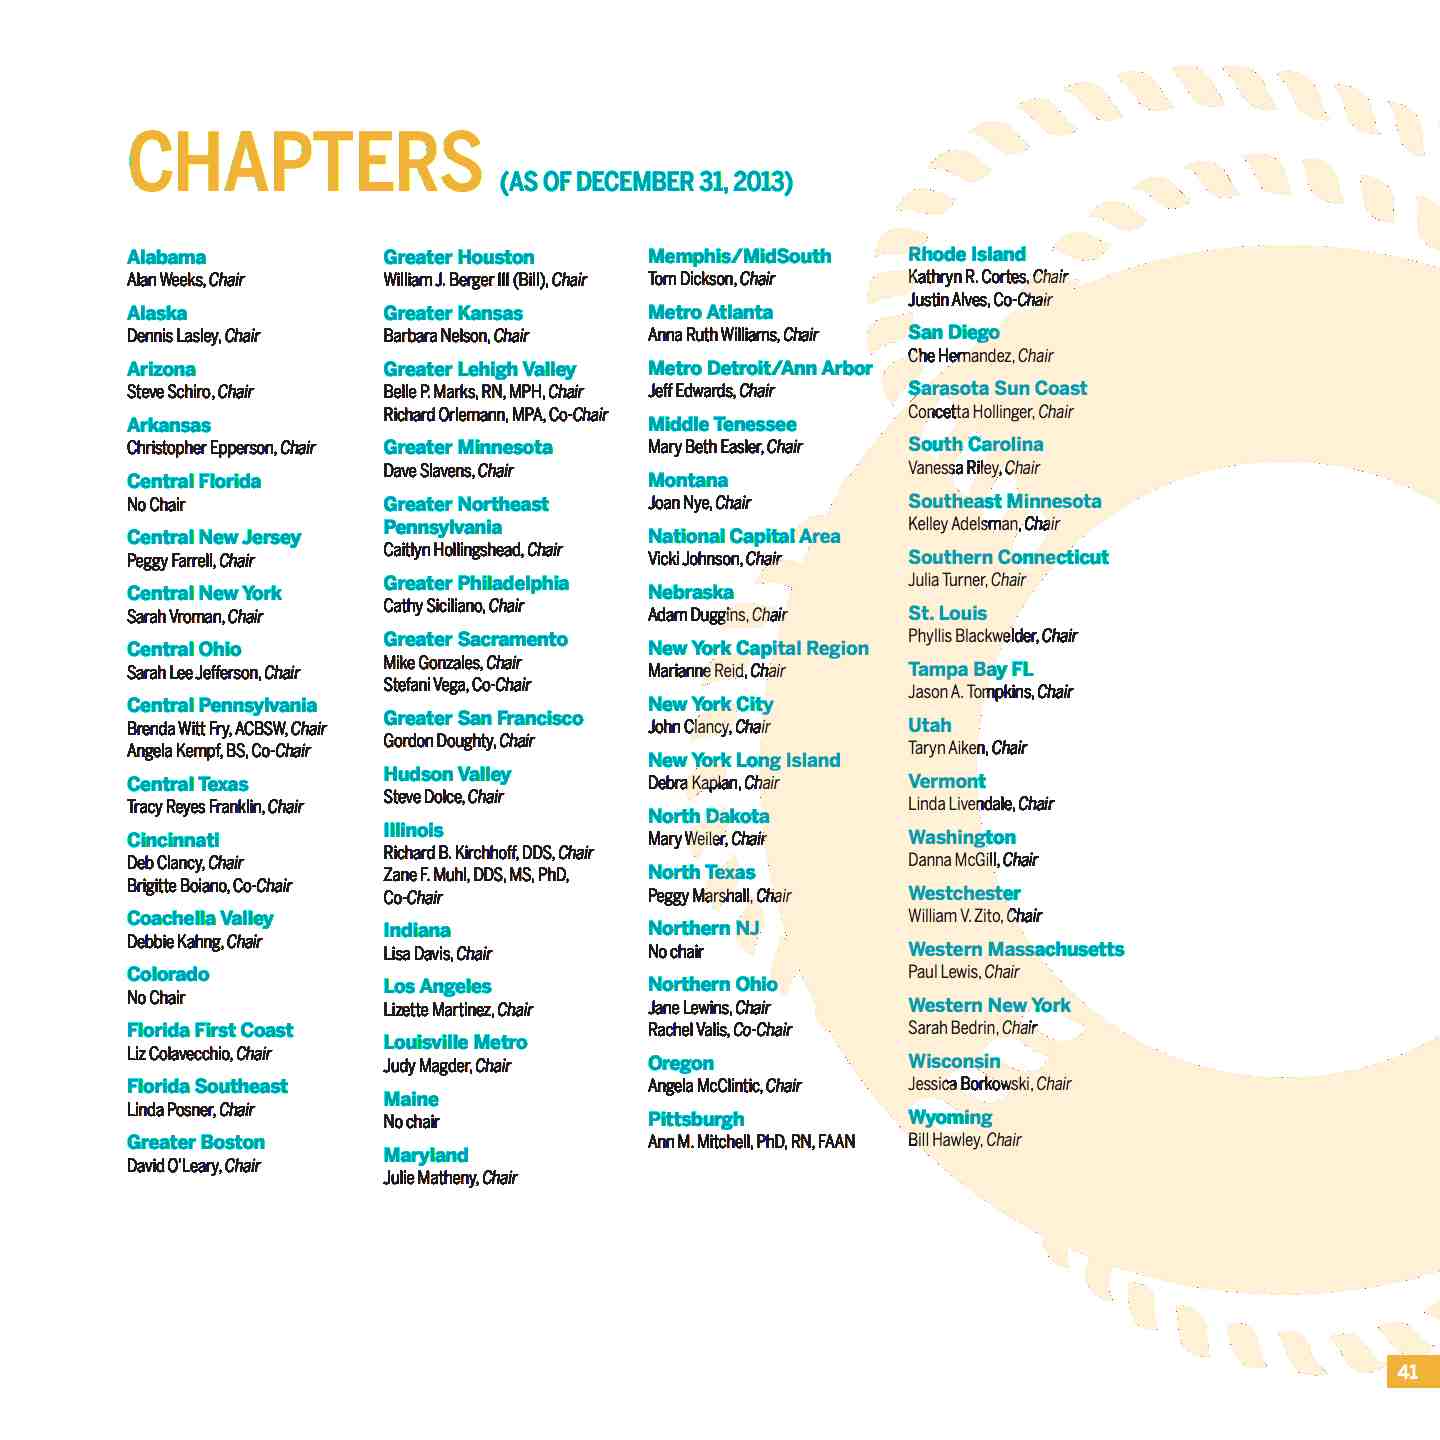 CHAPTERS (AS OF DECEMBER 31, 2013)
Alabama
Alan Weeks, Chair
Alaska
Dennis Lasley, Chair
Arizona
Steve Schiro, Chair
Arkansas
Christopher Epperson, Chair
Central Florida
No Chair
Central New Jersey
Peggy Farrell, Chair
Central New York
Sarah Vroman, Chair
Central Ohio
Sarah Lee Jefferson, Chair
Central Pennsylvania
Brenda Witt Fry, ACBSW, Chair
Angela Kempf, BS, Co-Chair
Central Texas
Tracy Reyes Franklin, Chair
Cincinnati
Deb Clancy, Chair
Brigitte Boiano, Co-Chair
Coachella Valley
Debbie Kahng, Chair
Colorado
No Chair
Florida First Coast
Liz Colavecchio, Chair
Florida Southeast
Linda Posner, Chair
Greater Boston
David O'Leary, Chair
Greater Houston
William J. Berger III (Bill), Chair
Greater Kansas
Barbara Nelson, Chair
Greater Lehigh Valley
Belle P. Marks, RN, MPH, Chair
Richard Orlemann, MPA, Co-Chair
Greater Minnesota
Dave Slavens, Chair
Greater Northeast
Pennsylvania
Caitlyn Hollingshead, Chair
Greater Philadelphia
Cathy Siciliano, Chair
Greater Sacramento
Mike Gonzales, Chair
Stefani Vega, Co-Chair
Greater San Francisco
Gordon Doughty, Chair
Hudson Valley
Steve Dolce, Chair
Illinois
Richard B. Kirchhoff, DDS, Chair
Zane F. Muhl, DDS, MS, PhD,
Co-Chair
Indiana
Lisa Davis, Chair
Los Angeles
Lizette Martinez, Chair
Louisville Metro
Judy Magder, Chair
Maine
No chair
Maryland
Julie Matheny, Chair
Memphis/MidSouth
Tom Dickson, Chair
Metro Atlanta
Anna Ruth Williams, Chair
Metro Detroit/Ann Arbor
Jeff Edwards, Chair
Middle Tenessee
Mary Beth Easler, Chair
Montana
Joan Nye, Chair
National Capital Area
Vicki Johnson, Chair
Nebraska
Adam Duggins, Chair
New York Capital Region
Marianne Reid, Chair
New York City
John Clancy, Chair
New York Long Island
Debra Kaplan, Chair
North Dakota
Mary Weiler, Chair
North Texas
Peggy Marshall, Chair
Northern NJ
No chair
Northern Ohio
Jane Lewins, Chair
Rachel Valis, Co-Chair
Oregon
Angela McClintic, Chair
Pittsburgh
Ann M. Mitchell, PhD, RN, FAAN
Rhode Island
Kathryn R. Cortes, Chair
Justin Alves, Co-Chair
San Diego
Che Hernandez, Chair
Sarasota Sun Coast
Concetta Hollinger, Chair
South Carolina
Vanessa Riley, Chair
Southeast Minnesota
Kelley Adelsman, Chair
Southern Connecticut
Julia Turner, Chair
St. Louis
Phyllis Blackwelder, Chair
Tampa Bay FL
Jason A. Tompkins, Chair
Utah
Taryn Aiken, Chair
Vermont
Linda Livendale, Chair
Washington
Danna McGill, Chair
Westchester
William V. Zito, Chair
Western Massachusetts
Paul Lewis, Chair
Western New York
Sarah Bedrin, Chair
Wisconsin
Jessica Borkowski, Chair
Wyoming
Bill Hawley, Chair
41